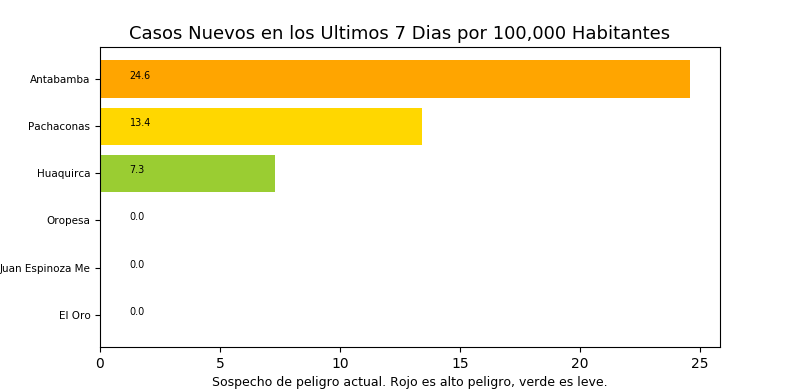 Casos Nuevos en los Ultimos 7 Dias por 100,000 Habitantes
Antabamba 24.6
Pachaconas 13.4
Huaquirca 7.3
Oropesa 0.0
Juan Espinoza Me 0.0
El Oro 0.0
0 5 10 15 20 25
Sospecho de peligro actual. Rojo es alto peligro, verde es leve.